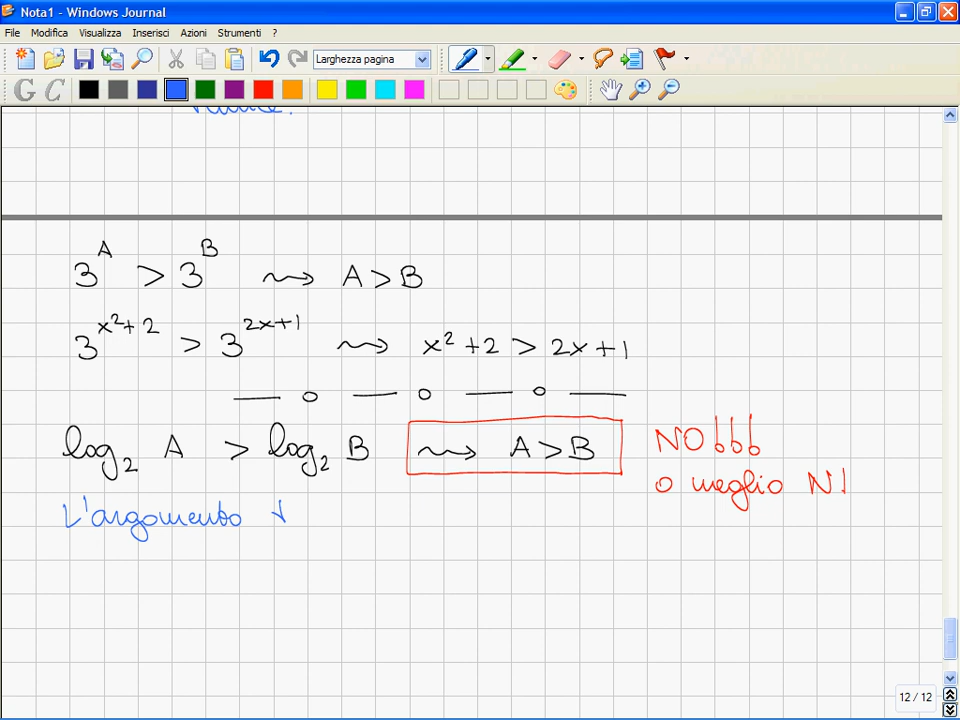 Nota1 - Windows Journal
File Modifica Visualizza Inserisci Azioni Strumenti ?
Larghezza pagina
3^A > 3^B ⇝ A > B
3^{x²+2} > 3^{2x+1} ⇝ x²+2 > 2x+1
— o — o — o —
log₂ A > log₂ B ⇝ A > B NO!!!
o meglio NI
L'argomento
12 / 12